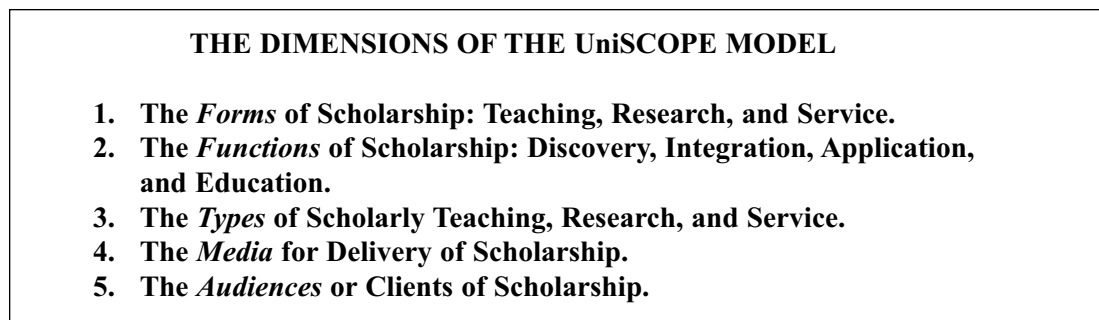 THE DIMENSIONS OF THE UniSCOPE MODEL
1. The Forms of Scholarship: Teaching, Research, and Service.
2. The Functions of Scholarship: Discovery, Integration, Application,
and Education.
3. The Types of Scholarly Teaching, Research, and Service.
4. The Media for Delivery of Scholarship.
5. The Audiences or Clients of Scholarship.